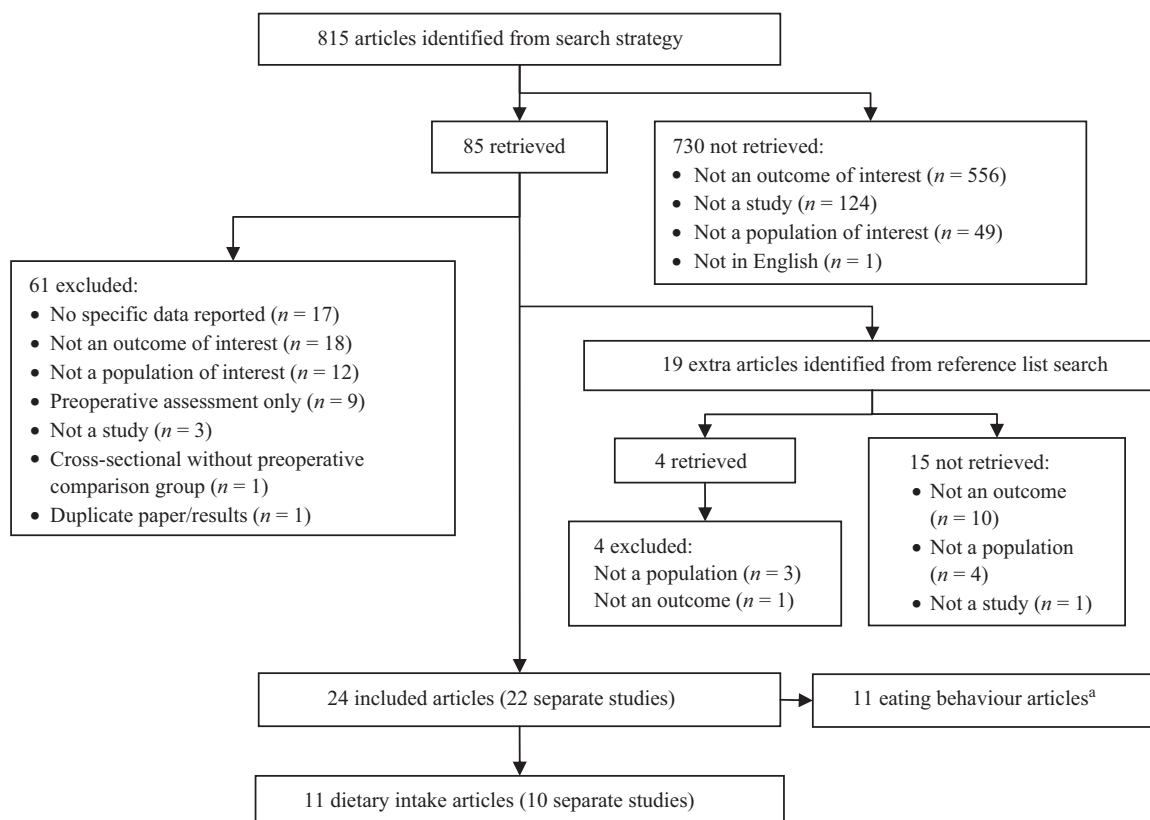 815 articles identified from search strategy
85 retrieved
730 not retrieved:
• Not an outcome of interest (n = 556)
• Not a study (n = 124)
• Not a population of interest (n = 49)
• Not in English (n = 1)
61 excluded:
• No specific data reported (n = 17)
• Not an outcome of interest (n = 18)
• Not a population of interest (n = 12)
• Preoperative assessment only (n = 9)
• Not a study (n = 3)
• Cross-sectional without preoperative
comparison group (n = 1)
• Duplicate paper/results (n = 1)
19 extra articles identified from reference list search
4 retrieved
15 not retrieved:
• Not an outcome
(n = 10)
• Not a population
(n = 4)
• Not a study (n = 1)
4 excluded:
Not a population (n = 3)
Not an outcome (n = 1)
24 included articles (22 separate studies)
11 eating behaviour articlesᵃ
11 dietary intake articles (10 separate studies)